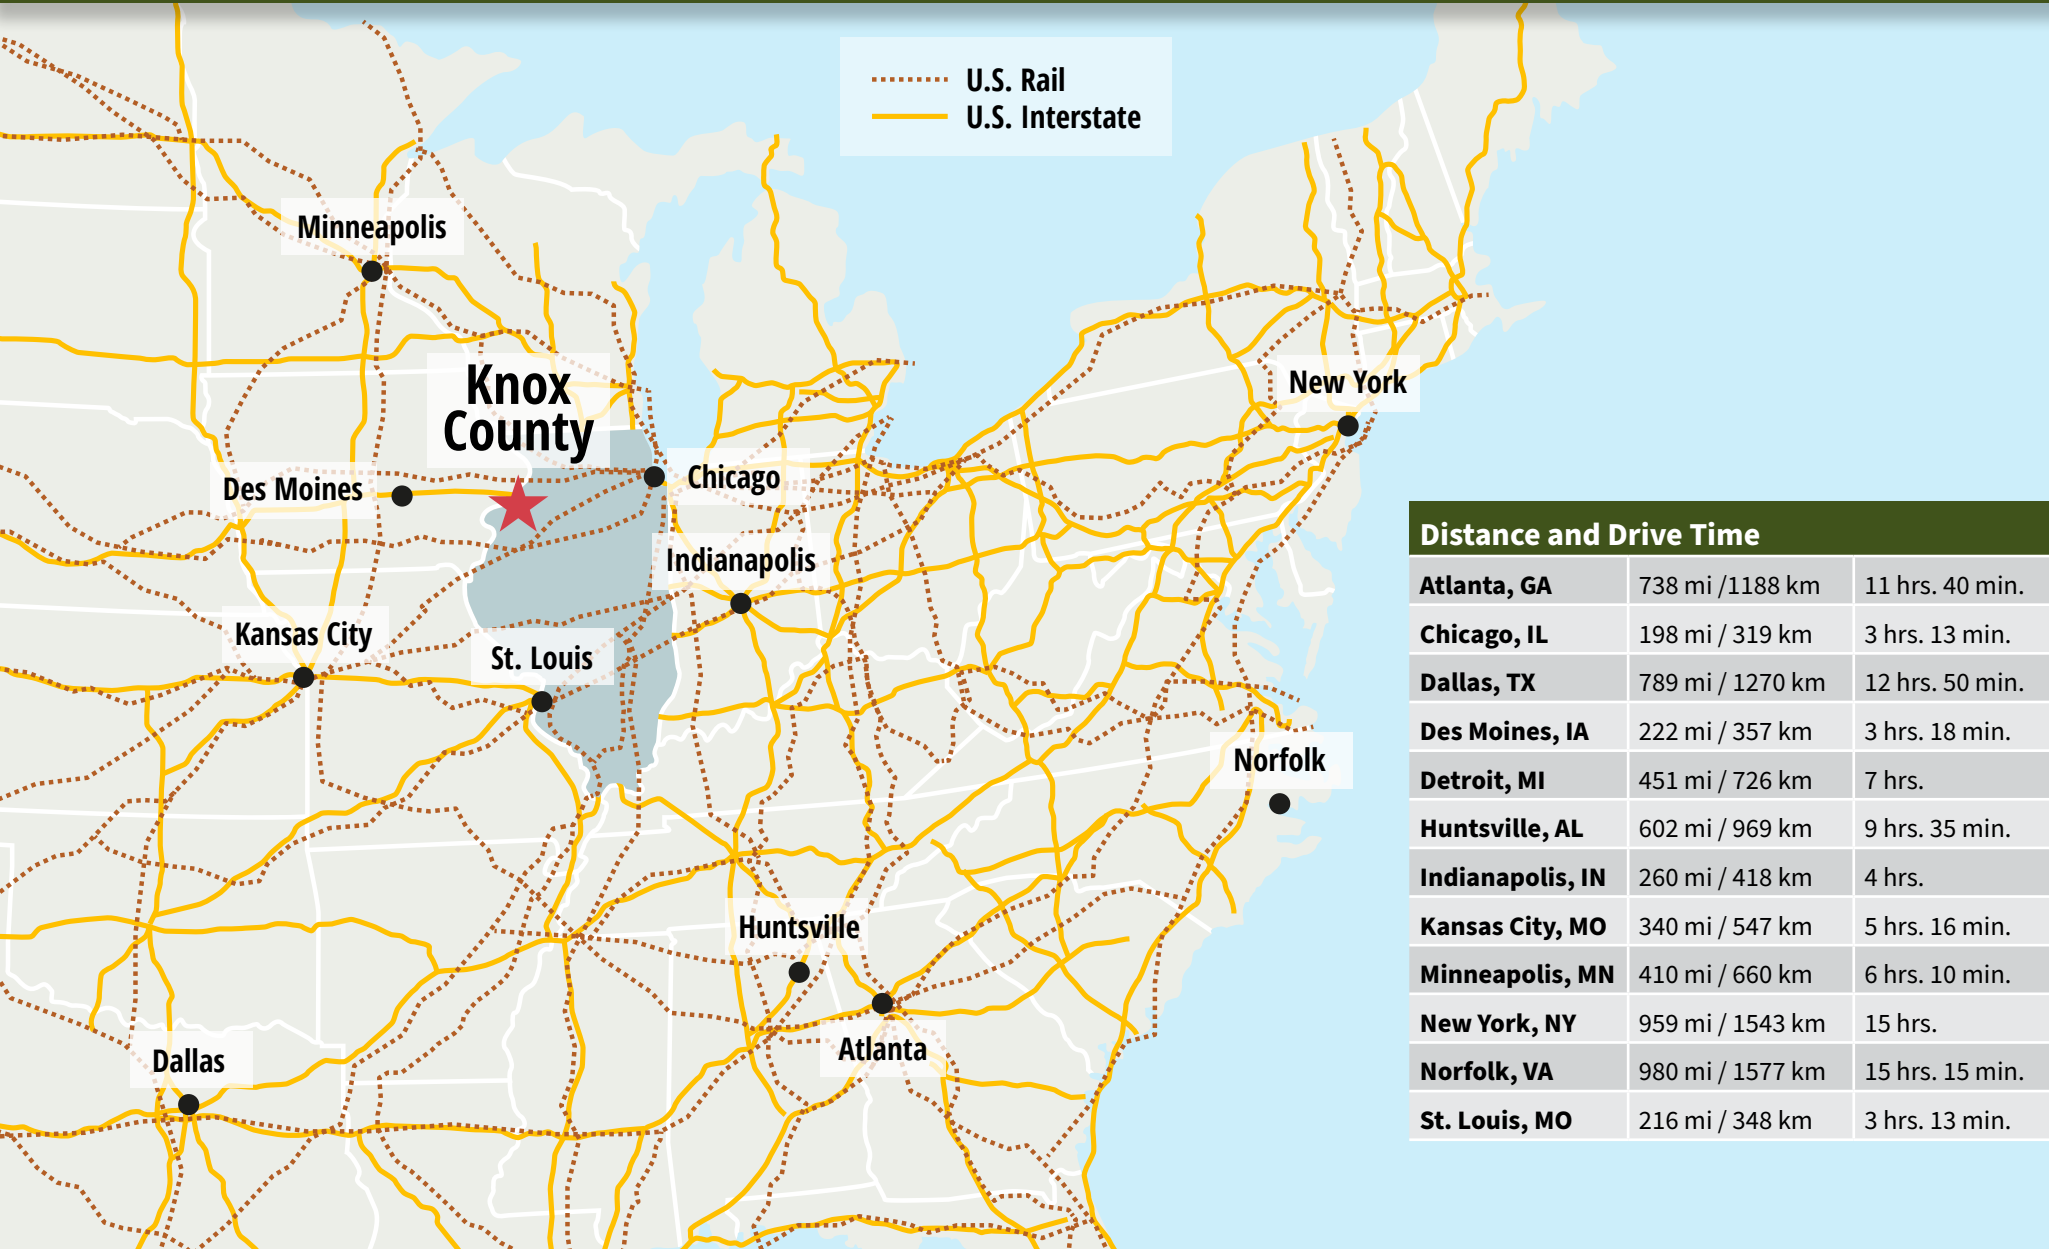 U.S. Rail
U.S. Interstate
Minneapolis
Knox
County
New York
Des Moines
Chicago
Indianapolis
Kansas City
St. Louis
Norfolk
Huntsville
Atlanta
Dallas
Distance and Drive Time
Atlanta, GA 738 mi /1188 km 11 hrs. 40 min.
Chicago, IL 198 mi / 319 km 3 hrs. 13 min.
Dallas, TX 789 mi / 1270 km 12 hrs. 50 min.
Des Moines, IA 222 mi / 357 km 3 hrs. 18 min.
Detroit, MI 451 mi / 726 km 7 hrs.
Huntsville, AL 602 mi / 969 km 9 hrs. 35 min.
Indianapolis, IN 260 mi / 418 km 4 hrs.
Kansas City, MO 340 mi / 547 km 5 hrs. 16 min.
Minneapolis, MN 410 mi / 660 km 6 hrs. 10 min.
New York, NY 959 mi / 1543 km 15 hrs.
Norfolk, VA 980 mi / 1577 km 15 hrs. 15 min.
St. Louis, MO 216 mi / 348 km 3 hrs. 13 min.